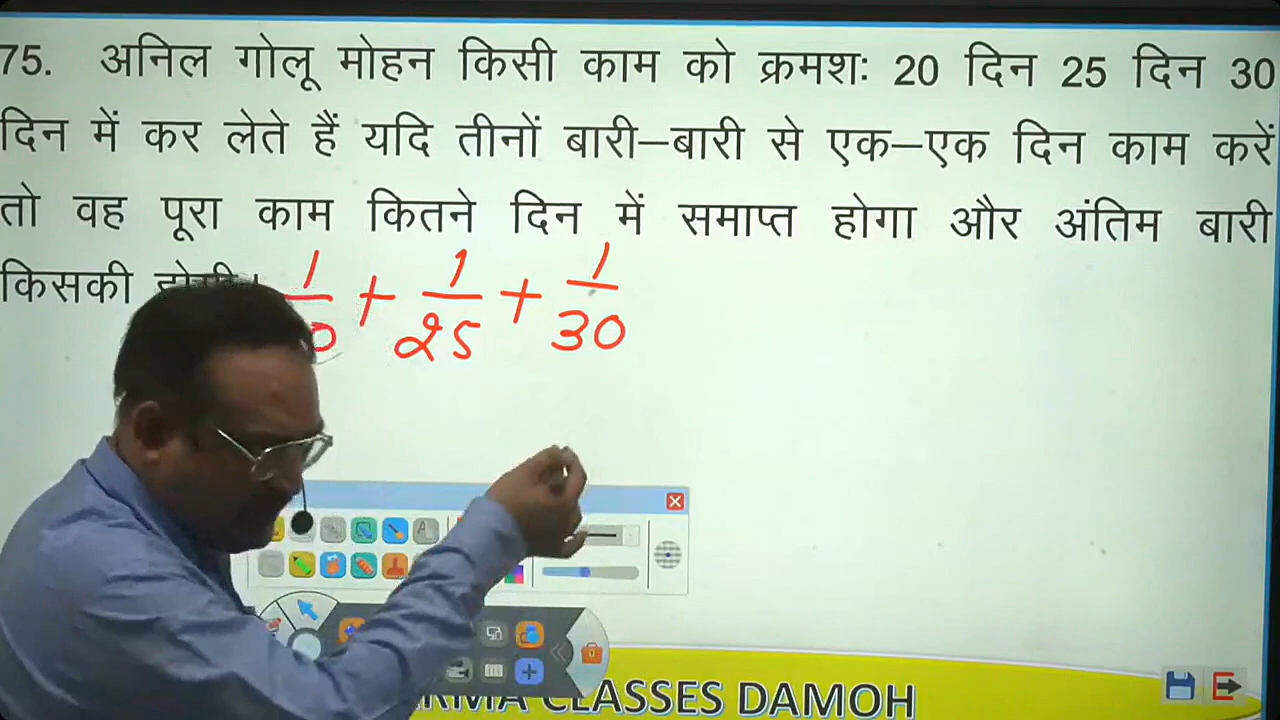 75. अनिल गोलू मोहन किसी काम को क्रमशः 20 दिन 25 दिन 30
दिन में कर लेते हैं यदि तीनों बारी–बारी से एक–एक दिन काम करें
तो वह पूरा काम कितने दिन में समाप्त होगा और अंतिम बारी
किसकी
1 + 1/25 + 1/30
CLASSES DAMOH